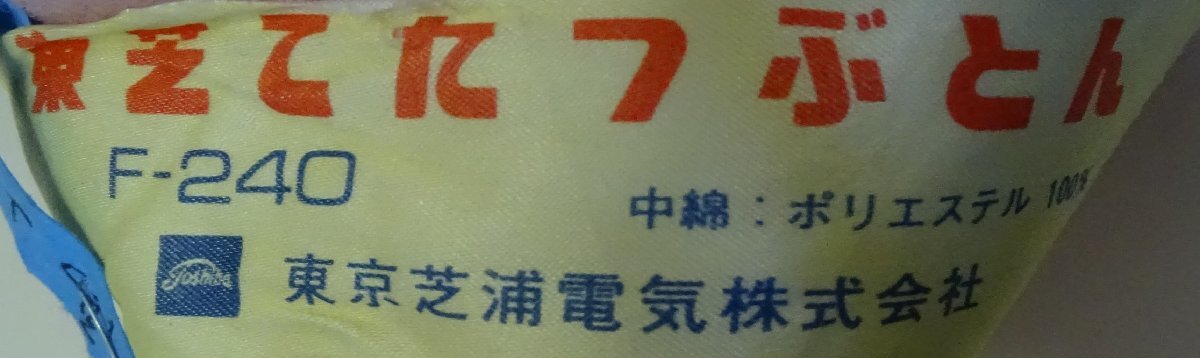 東芝こたつぶとん
F-240
中綿：ポリエステル 100%
Toshiba
東京芝浦電気株式会社